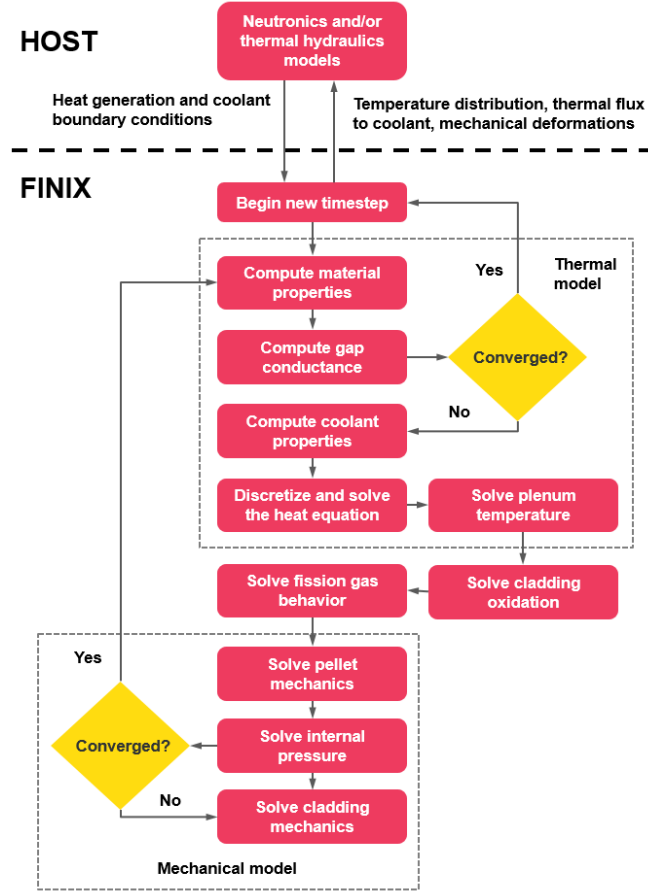 HOST
Neutronics and/or
thermal hydraulics
models
Heat generation and coolant
boundary conditions
Temperature distribution, thermal flux
to coolant, mechanical deformations
FINIX
Begin new timestep
Compute material
properties
Yes
Thermal
model
Compute gap
conductance
Converged?
No
Compute coolant
properties
Discretize and solve
the heat equation
Solve plenum
temperature
Solve fission gas
behavior
Solve cladding
oxidation
Yes
Solve pellet
mechanics
Converged?
Solve internal
pressure
No
Solve cladding
mechanics
Mechanical model